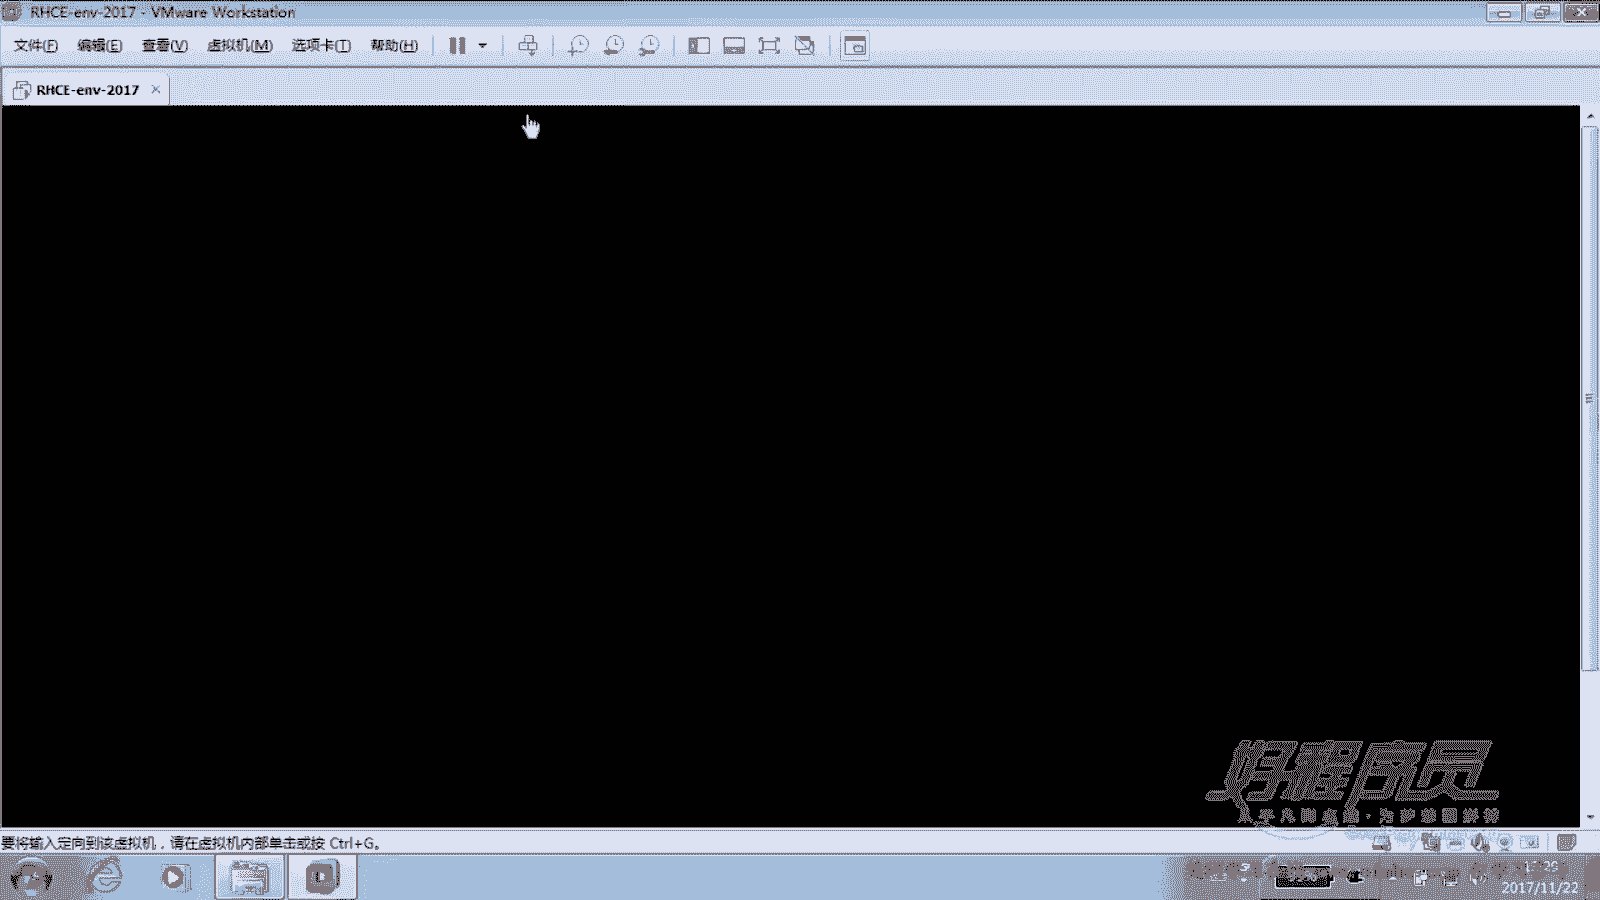 RHCE-env-2017 - VMware Workstation
文件(F) 编辑(E) 查看(V) 虚拟机(M) 选项卡(T) 帮助(H)
RHCE-env-2017
好程序员
要将输入定向到该虚拟机，请在虚拟机内部单击或按 Ctrl+G。
2017/11/22